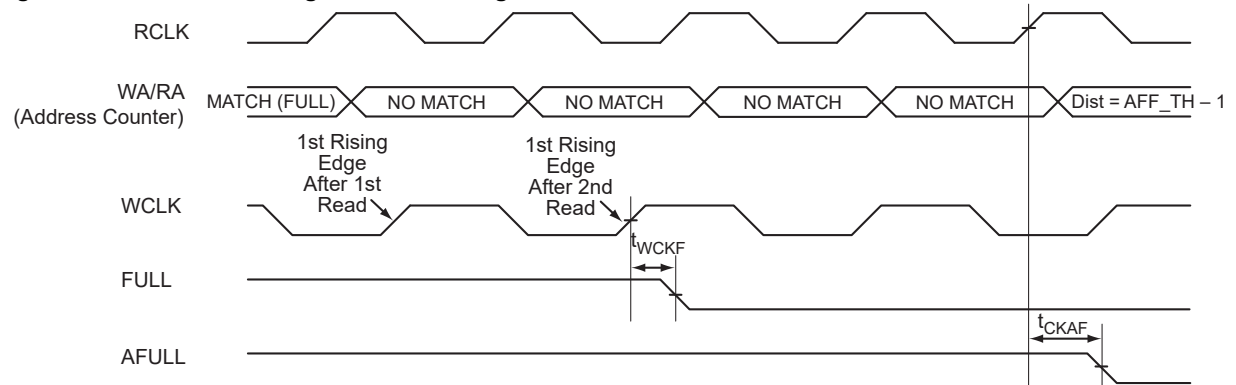 RCLK
WA/RA
(Address Counter)
MATCH (FULL)
NO MATCH
NO MATCH
NO MATCH
NO MATCH
Dist = AFF_TH – 1
1st Rising
Edge
After 1st
Read
1st Rising
Edge
After 2nd
Read
WCLK
tWCKF
FULL
tCKAF
AFULL